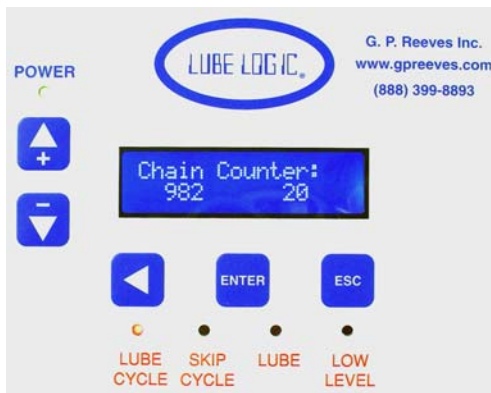 LUBE LOGIC®
G. P. Reeves Inc.
www.gpreeves.com
(888) 399-8893
POWER
+
−
Chain Counter:
982 20
ENTER
ESC
LUBE CYCLE
SKIP CYCLE
LUBE
LOW LEVEL